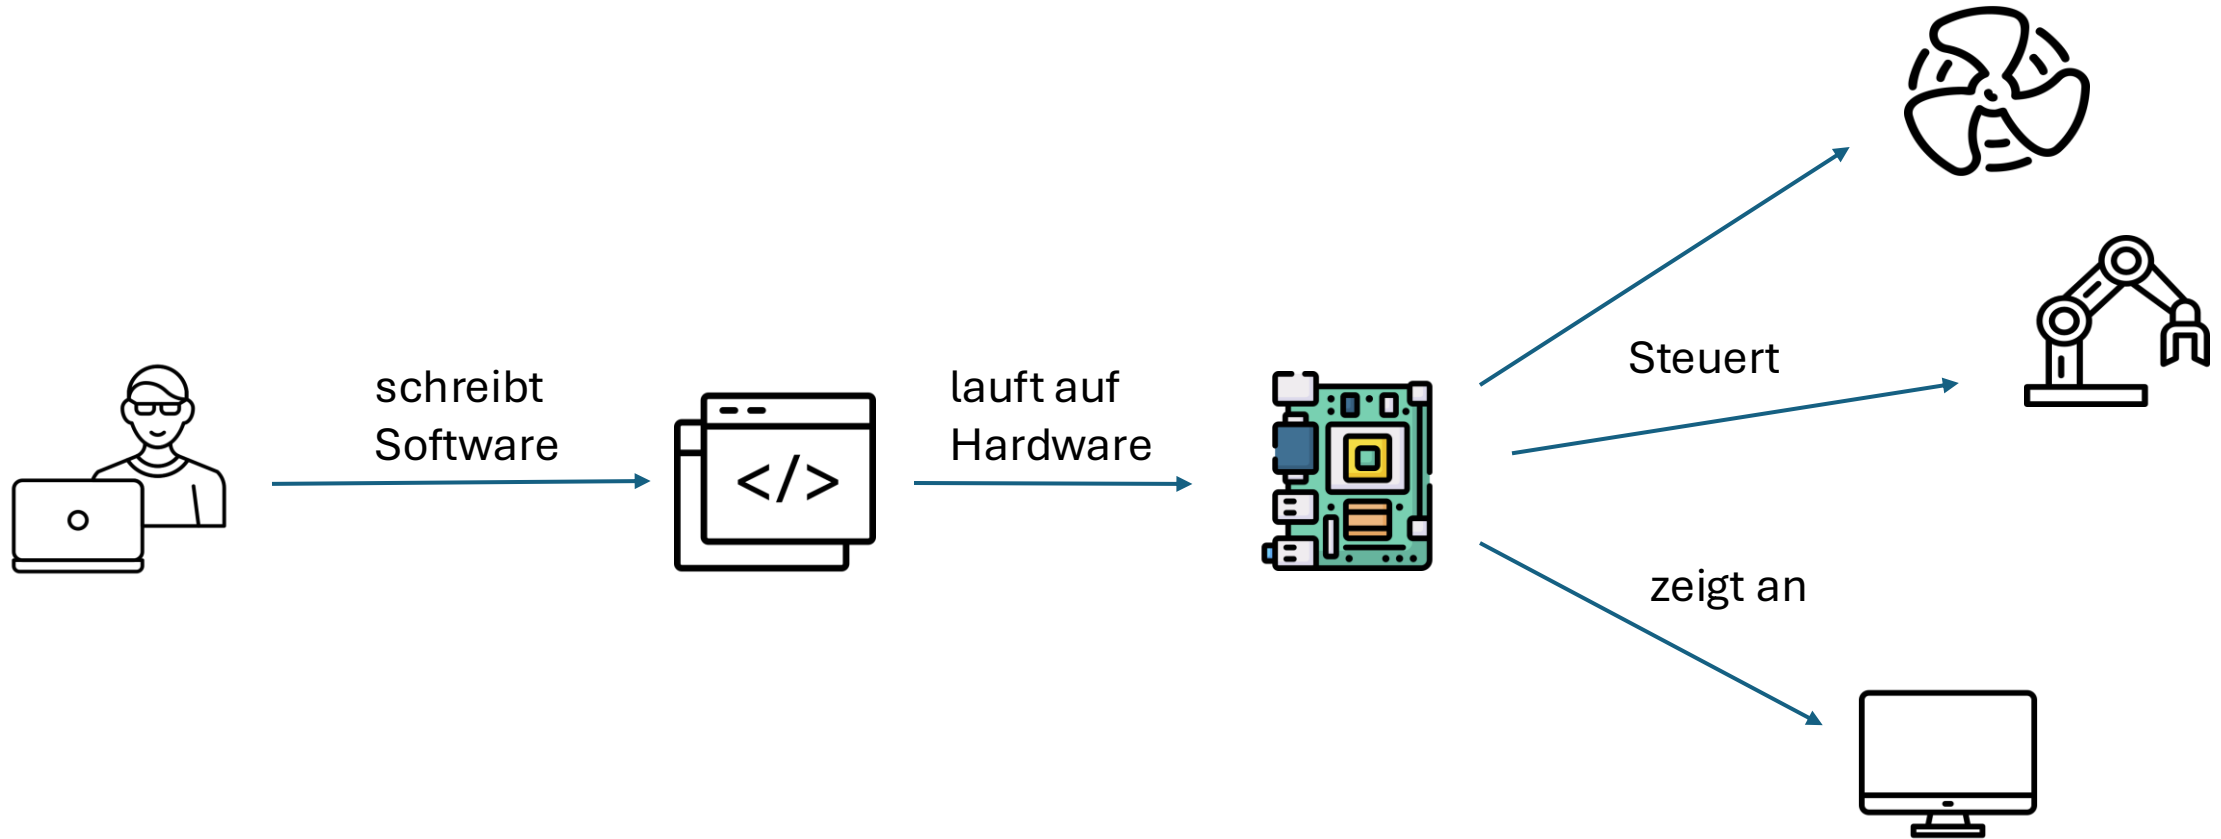 schreibt
Software
lauft auf
Hardware
Steuert
zeigt an
</>